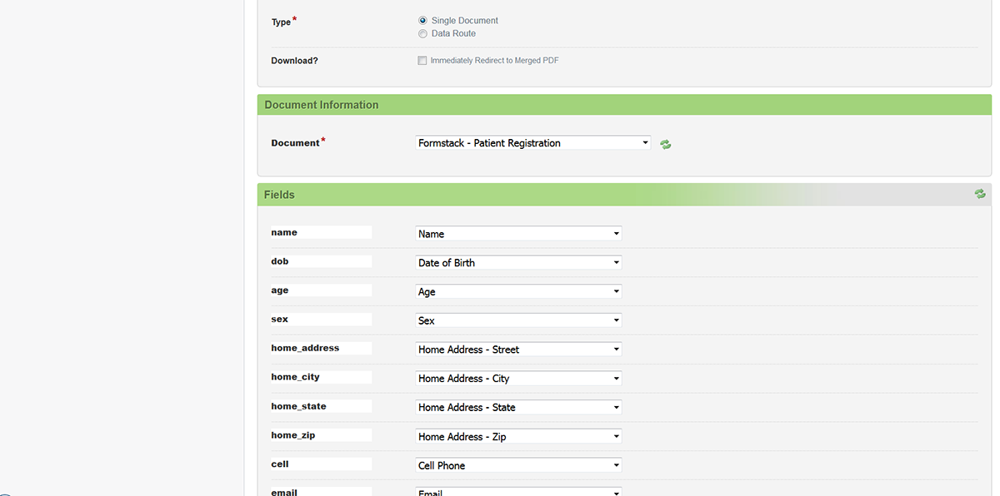 Type* Single Document
Data Route
Download? Immediately Redirect to Merged PDF
Document Information
Document* Formstack - Patient Registration
Fields
name Name
dob Date of Birth
age Age
sex Sex
home_address Home Address - Street
home_city Home Address - City
home_state Home Address - State
home_zip Home Address - Zip
cell Cell Phone
email Email